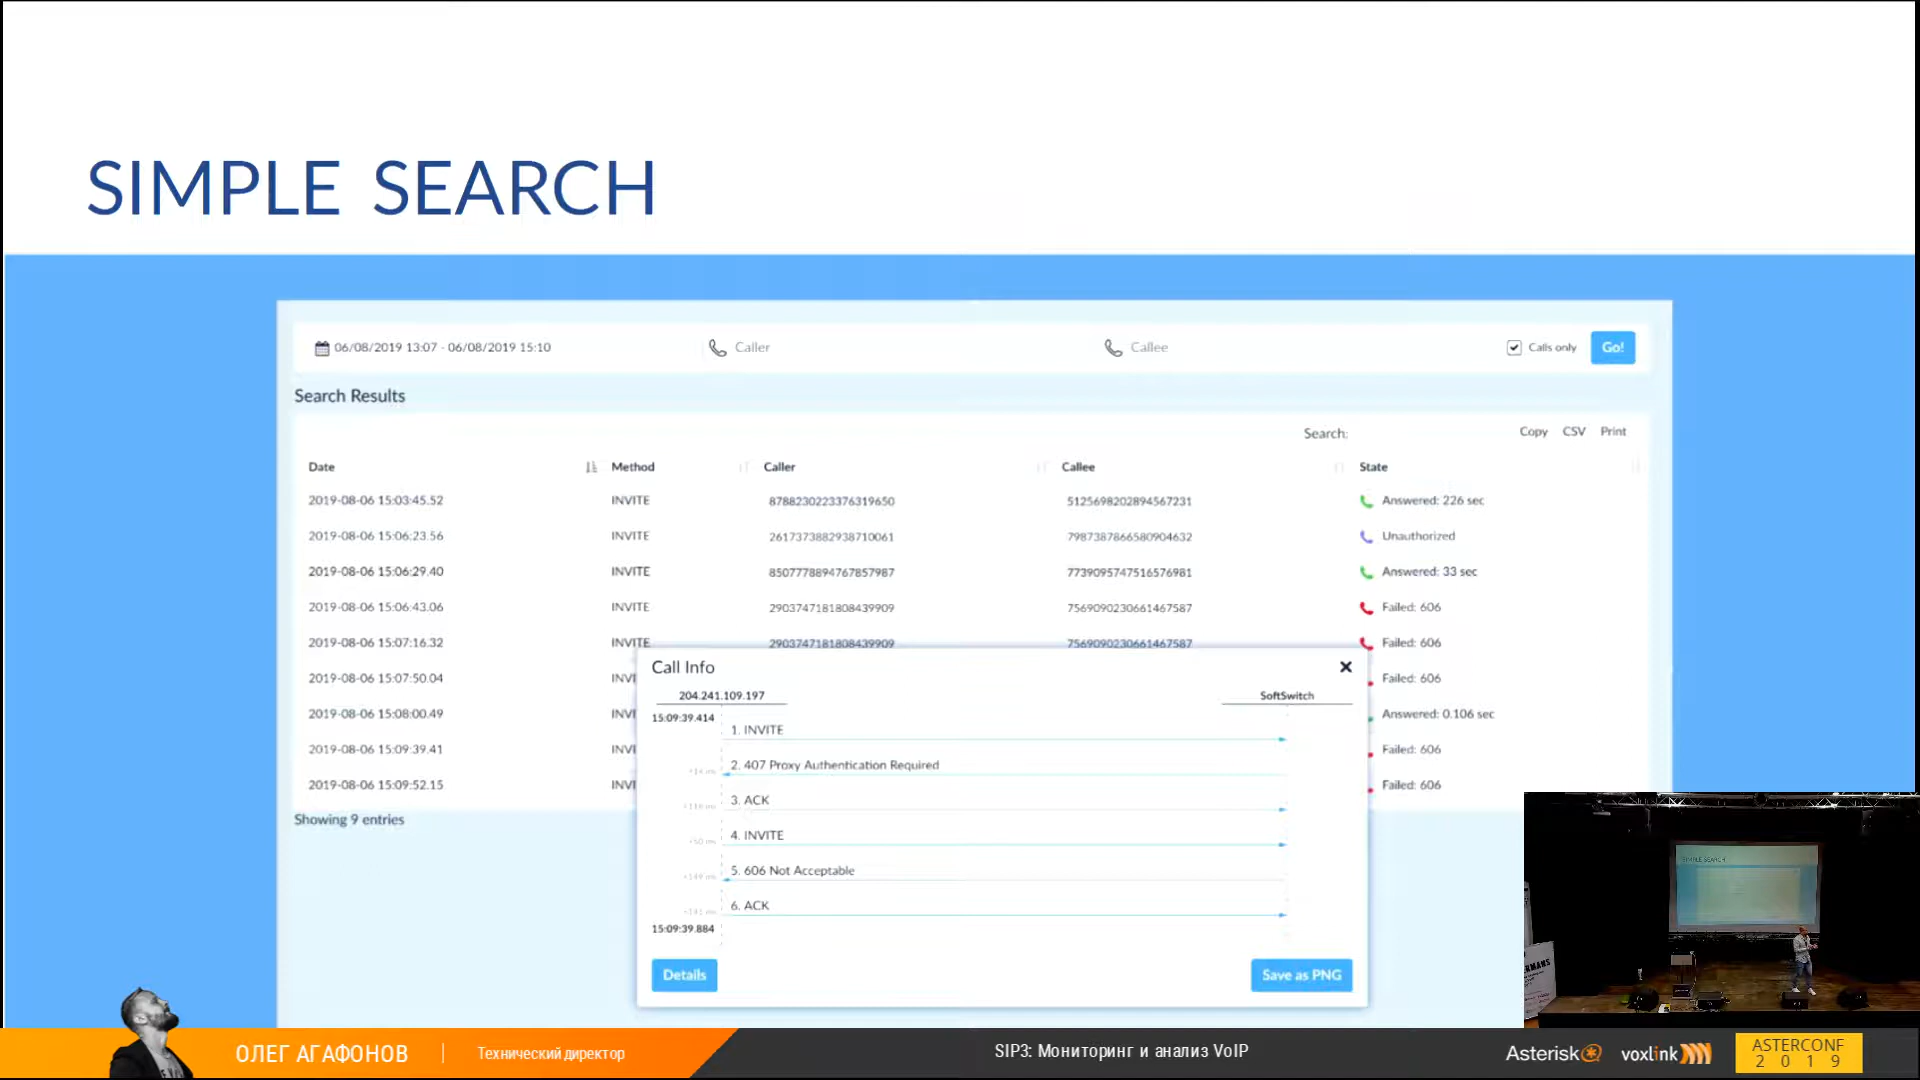 SIMPLE SEARCH
06/08/2019 13:07 - 06/08/2019 15:10 Caller Callee Calls only Go!
Search Results
Search: Copy CSV Print
Date Method Caller Callee State
2019-08-06 15:03:45.52 INVITE 8788230223376319650 5125698202894567231 Answered: 226 sec
2019-08-06 15:06:23.56 INVITE 2617373882938710061 7987387866580904632 Unauthorized
2019-08-06 15:06:29.40 INVITE 8507778894767857987 7739095747516576981 Answered: 33 sec
2019-08-06 15:06:43.06 INVITE 2903747181808439909 7569090230661467587 Failed: 606
2019-08-06 15:07:16.32 INVITE 2903747181808439909 7569090230661467587 Failed: 606
2019-08-06 15:07:50.04 INVI Failed: 606
2019-08-06 15:08:00.49 INVI Answered: 0.106 sec
2019-08-06 15:09:39.41 INVI Failed: 606
2019-08-06 15:09:52.15 INVI Failed: 606
Showing 9 entries
Call Info
204.241.109.197 SoftSwitch
15:09:39.414
1. INVITE
2. 407 Proxy Authentication Required
3. ACK
4. INVITE
5. 606 Not Acceptable
6. ACK
15:09:39.884
Details Save as PNG
SIMPLE SEARCH
ОЛЕГ АГАФОНОВ Технический директор
SIP3: Мониторинг и анализ VoIP
Asterisk voxlink
ASTERCONF
2019